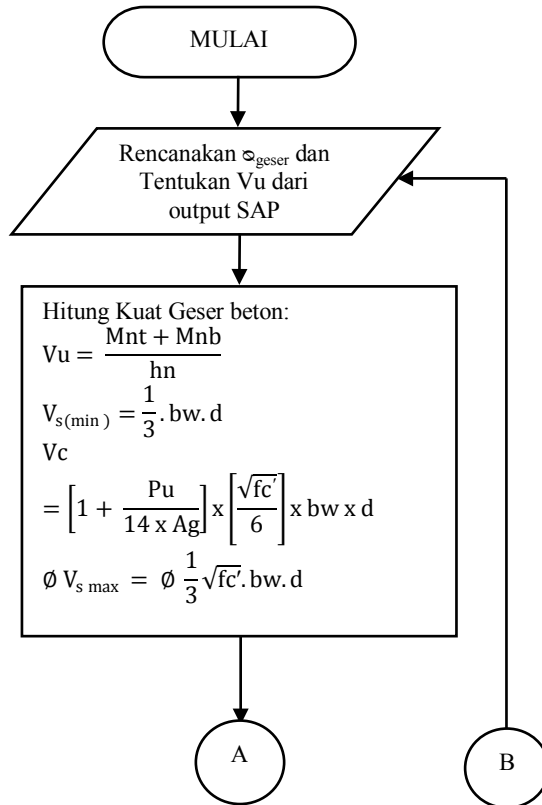 MULAI
Rencanakan ⌀geser dan
Tentukan Vu dari
output SAP
Hitung Kuat Geser beton:
Vu = (Mnt + Mnb) / hn
Vs(min ) = 1/3 . bw. d
Vc
= [1 + Pu / (14 x Ag)] x [√fc′ / 6] x bw x d
∅ Vs max = ∅ 1/3 √fc′. bw. d
A
B